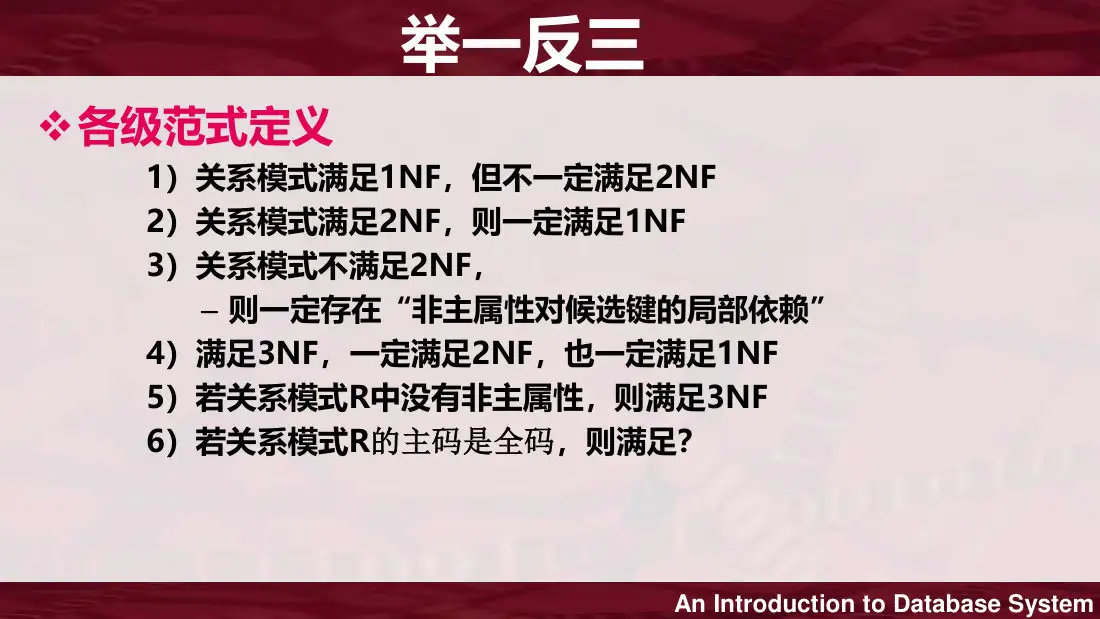 举一反三
❖各级范式定义
1）关系模式满足1NF，但不一定满足2NF
2）关系模式满足2NF，则一定满足1NF
3）关系模式不满足2NF，
– 则一定存在“非主属性对候选键的局部依赖”
4）满足3NF，一定满足2NF，也一定满足1NF
5）若关系模式R中没有非主属性，则满足3NF
6）若关系模式R的主码是全码，则满足？
An Introduction to Database System